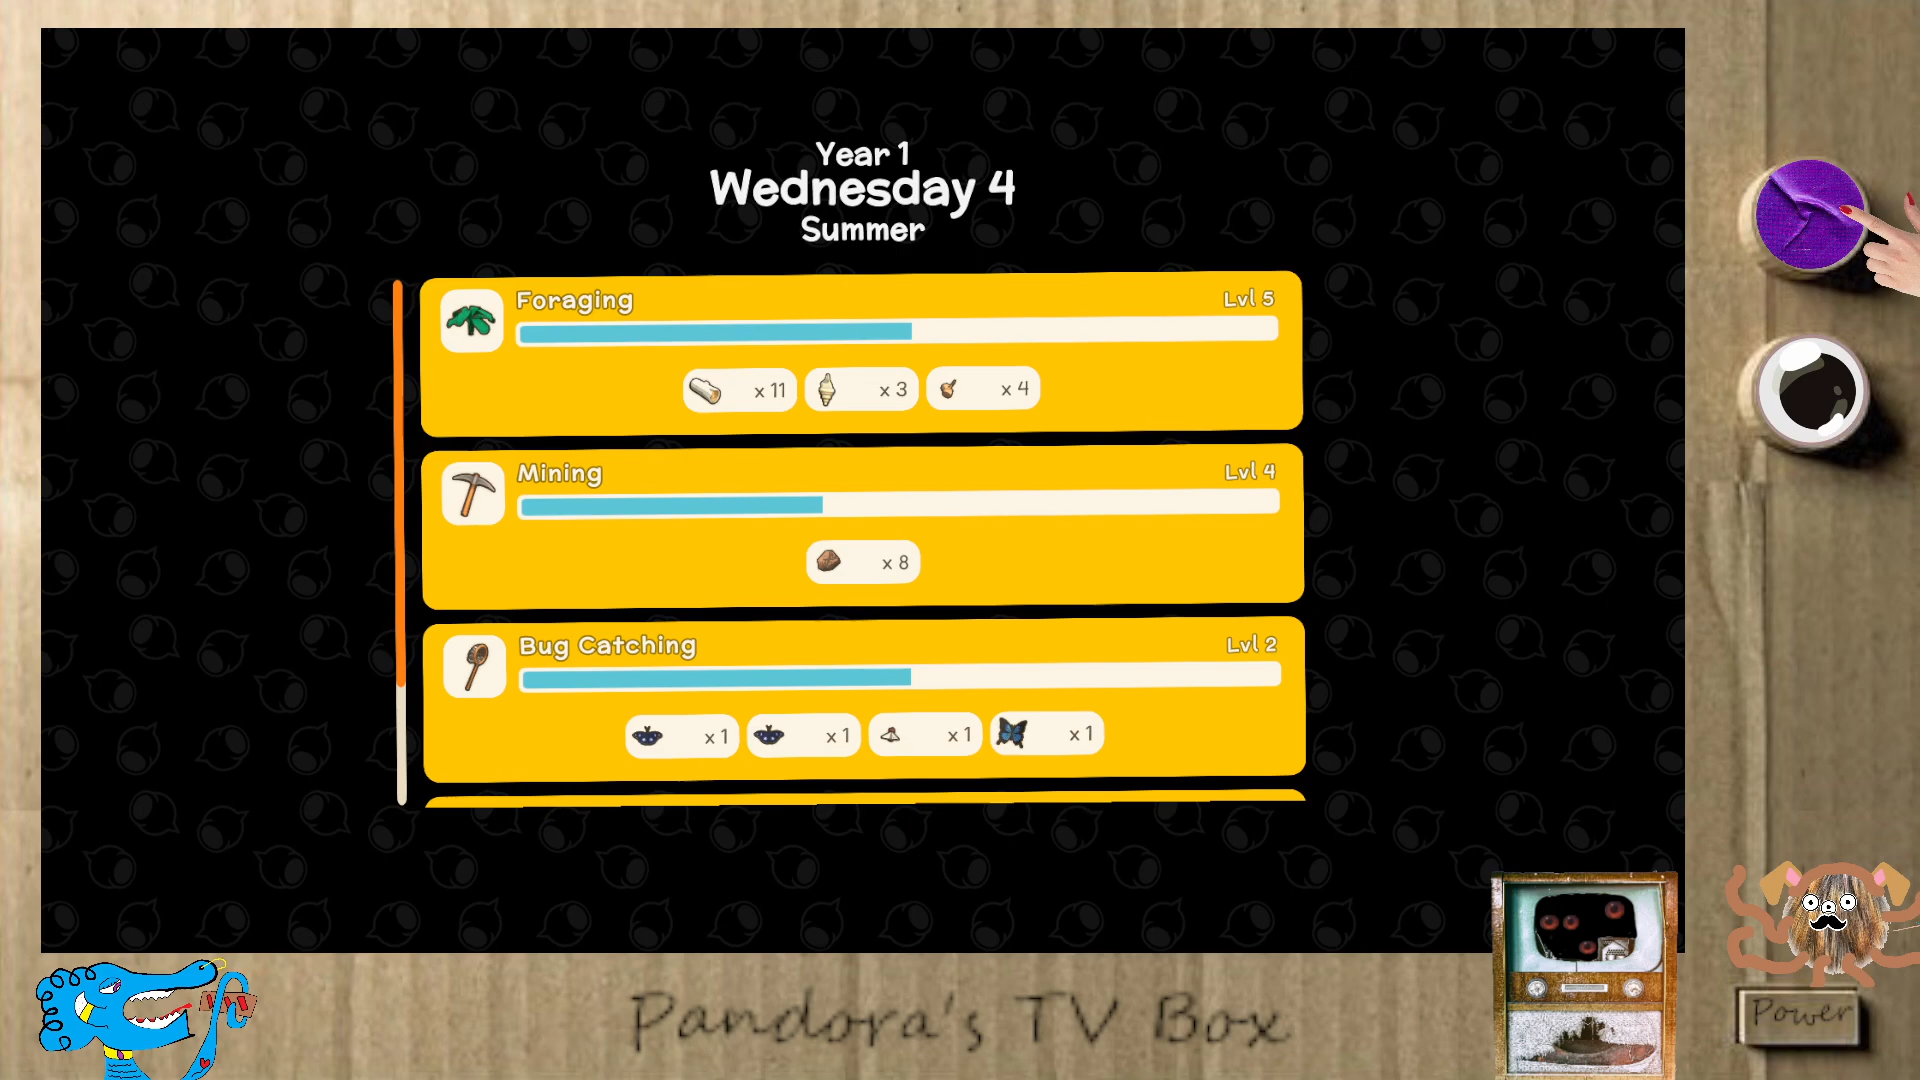 Year 1
Wednesday 4
Summer
Foraging
Lvl 5
x 11
x 3
x 4
Mining
Lvl 4
x 8
Bug Catching
Lvl 2
x 1
x 1
x 1
x 1
Pandora's TV Box
Power